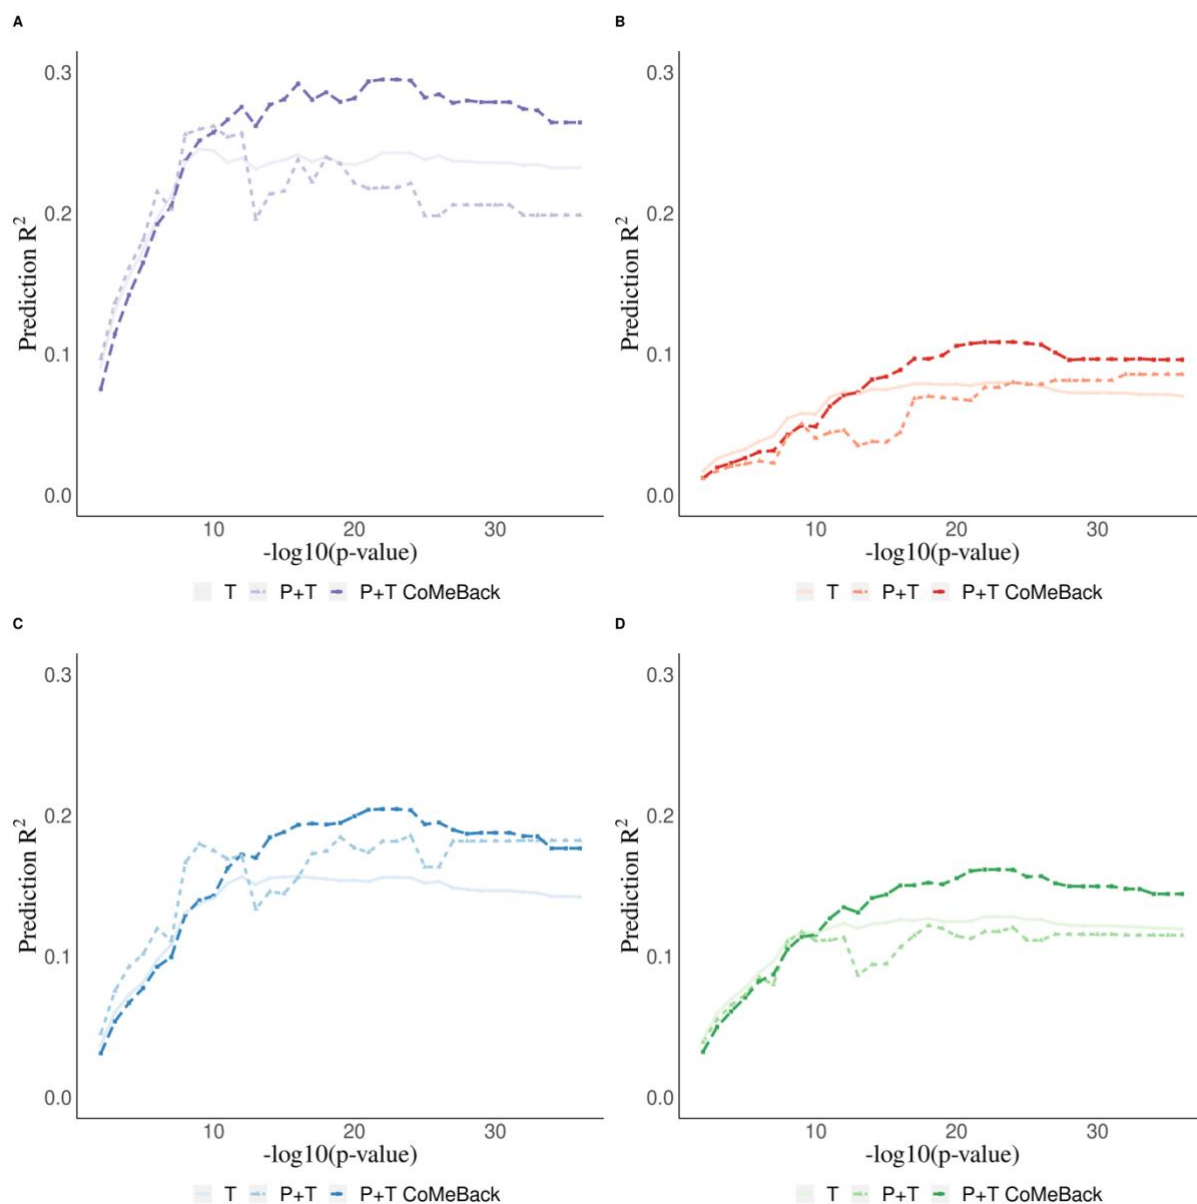 A
Prediction R²
0.3
0.2
0.1
0.0
10 20 30
-log10(p-value)
T P+T P+T CoMeBack
B
Prediction R²
0.3
0.2
0.1
0.0
10 20 30
-log10(p-value)
T P+T P+T CoMeBack
C
Prediction R²
0.3
0.2
0.1
0.0
10 20 30
-log10(p-value)
T P+T P+T CoMeBack
D
Prediction R²
0.3
0.2
0.1
0.0
10 20 30
-log10(p-value)
T P+T P+T CoMeBack